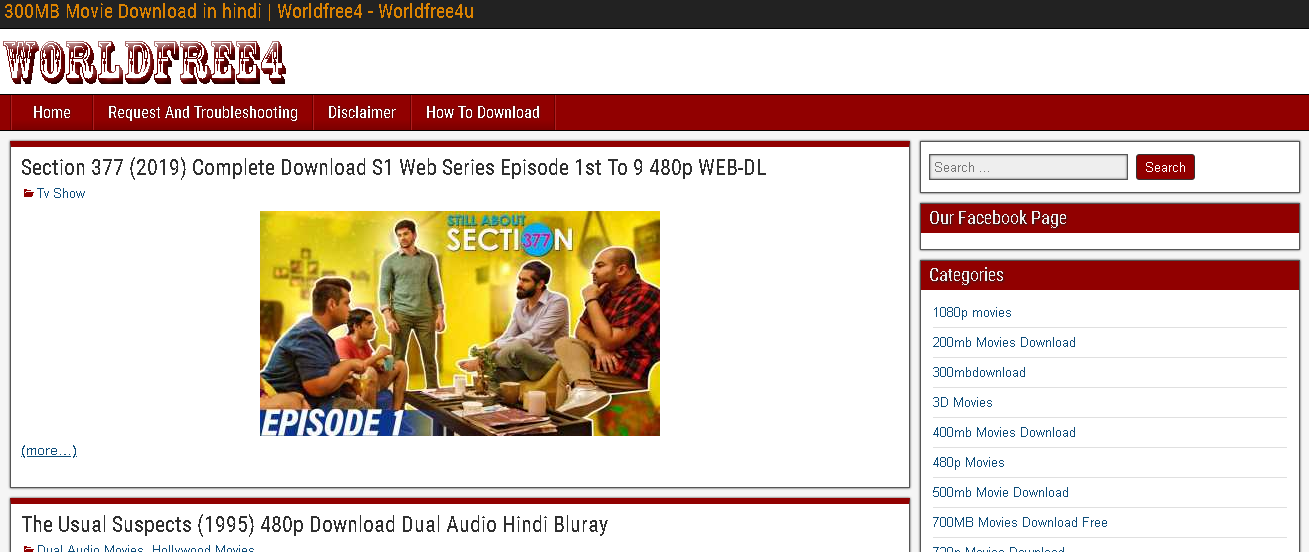 300MB Movie Download in hindi | Worldfree4 - Worldfree4u
WORLDFREE4
Home Request And Troubleshooting Disclaimer How To Download
Section 377 (2019) Complete Download S1 Web Series Episode 1st To 9 480p WEB-DL
Tv Show
STILL ABOUT
SECTION
377
EPISODE 1
(more…)
The Usual Suspects (1995) 480p Download Dual Audio Hindi Bluray
Dual Audio Movies, Hollywood Movies
Search …
Search
Our Facebook Page
Categories
1080p movies
200mb Movies Download
300mbdownload
3D Movies
400mb Movies Download
480p Movies
500mb Movie Download
700MB Movies Download Free
720p Movies Download